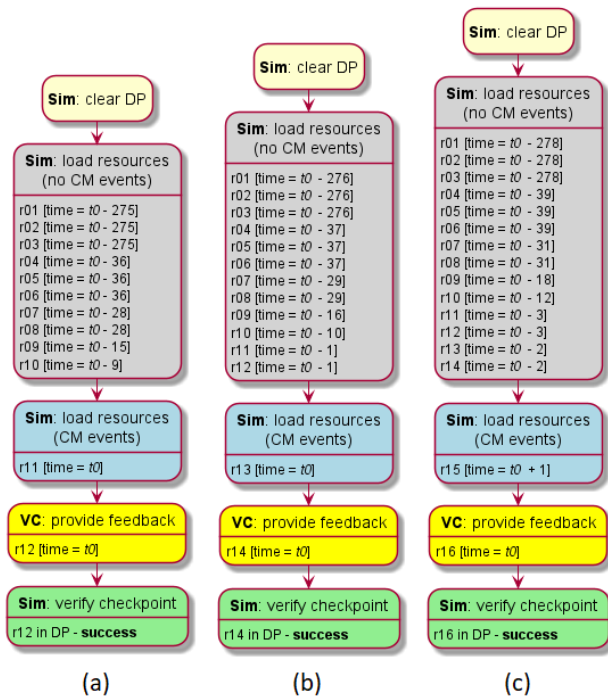 Sim: clear DP
Sim: load resources
(no CM events)
r01 [time = t0 - 275]
r02 [time = t0 - 275]
r03 [time = t0 - 275]
r04 [time = t0 - 36]
r05 [time = t0 - 36]
r06 [time = t0 - 36]
r07 [time = t0 - 28]
r08 [time = t0 - 28]
r09 [time = t0 - 15]
r10 [time = t0 - 9]
Sim: load resources
(CM events)
r11 [time = t0]
VC: provide feedback
r12 [time = t0]
Sim: verify checkpoint
r12 in DP - success
(a)
Sim: clear DP
Sim: load resources
(no CM events)
r01 [time = t0 - 276]
r02 [time = t0 - 276]
r03 [time = t0 - 276]
r04 [time = t0 - 37]
r05 [time = t0 - 37]
r06 [time = t0 - 37]
r07 [time = t0 - 29]
r08 [time = t0 - 29]
r09 [time = t0 - 16]
r10 [time = t0 - 10]
r11 [time = t0 - 1]
r12 [time = t0 - 1]
Sim: load resources
(CM events)
r13 [time = t0]
VC: provide feedback
r14 [time = t0]
Sim: verify checkpoint
r14 in DP - success
(b)
Sim: clear DP
Sim: load resources
(no CM events)
r01 [time = t0 - 278]
r02 [time = t0 - 278]
r03 [time = t0 - 278]
r04 [time = t0 - 39]
r05 [time = t0 - 39]
r06 [time = t0 - 39]
r07 [time = t0 - 31]
r08 [time = t0 - 31]
r09 [time = t0 - 18]
r10 [time = t0 - 12]
r11 [time = t0 - 3]
r12 [time = t0 - 3]
r13 [time = t0 - 2]
r14 [time = t0 - 2]
Sim: load resources
(CM events)
r15 [time = t0 + 1]
VC: provide feedback
r16 [time = t0]
Sim: verify checkpoint
r16 in DP - success
(c)